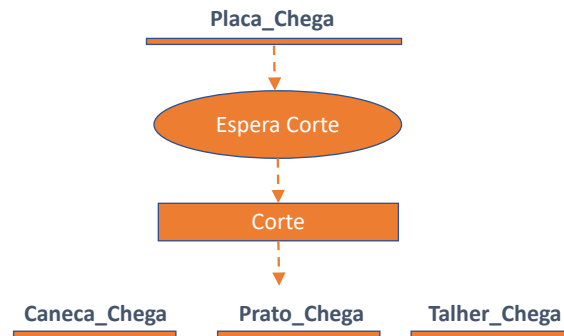 Placa_Chega
Espera Corte
Corte
Caneca_Chega Prato_Chega Talher_Chega